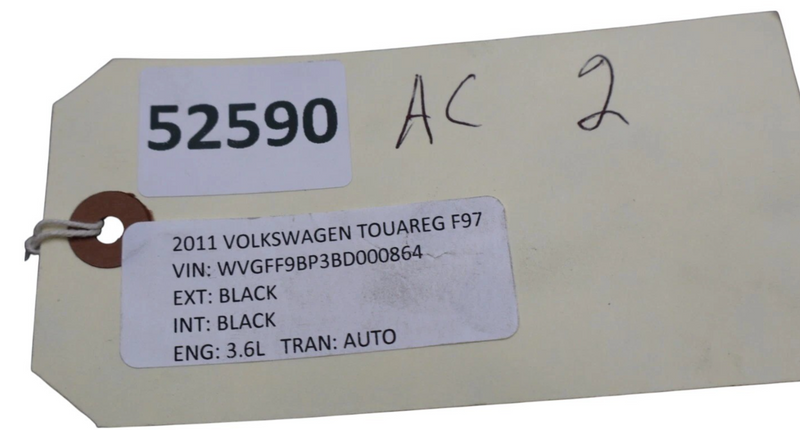 52590 AC 2
2011 VOLKSWAGEN TOUAREG F97
VIN: WVGFF9BP3BD000864
EXT: BLACK
INT: BLACK
ENG: 3.6L TRAN: AUTO